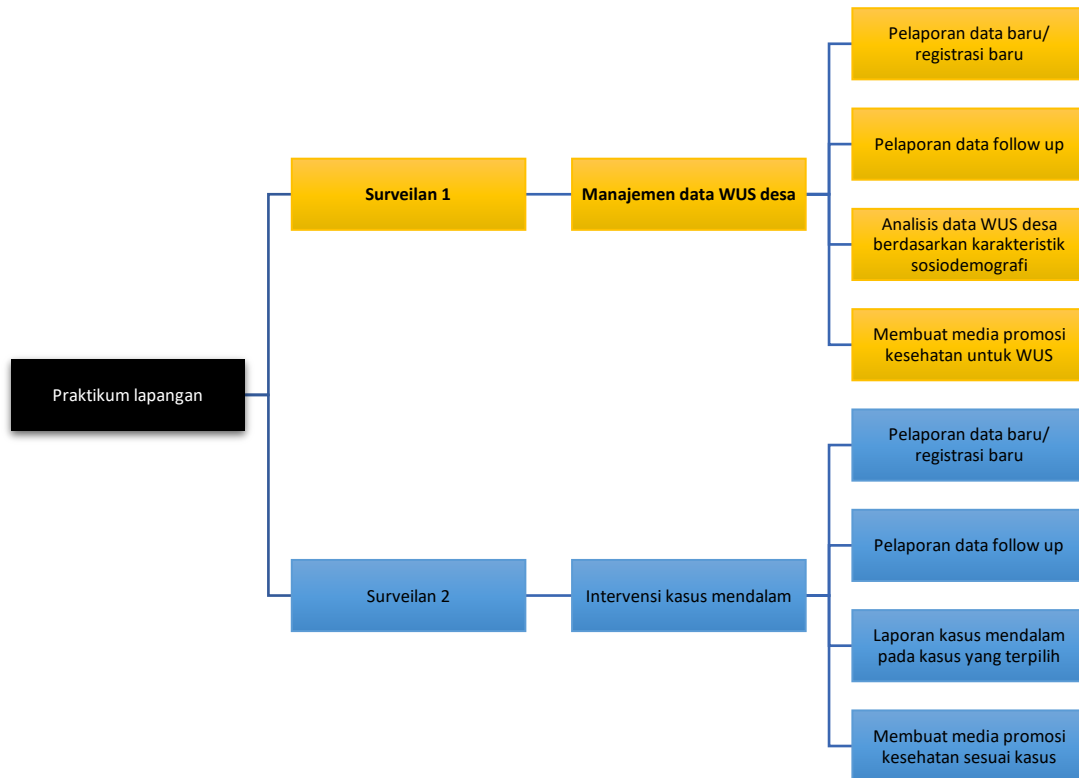 Praktikum lapangan
Surveilan 1
Manajemen data WUS desa
Pelaporan data baru/
registrasi baru
Pelaporan data follow up
Analisis data WUS desa
berdasarkan karakteristik
sosiodemografi
Membuat media promosi
kesehatan untuk WUS
Surveilan 2
Intervensi kasus mendalam
Pelaporan data baru/
registrasi baru
Pelaporan data follow up
Laporan kasus mendalam
pada kasus yang terpilih
Membuat media promosi
kesehatan sesuai kasus